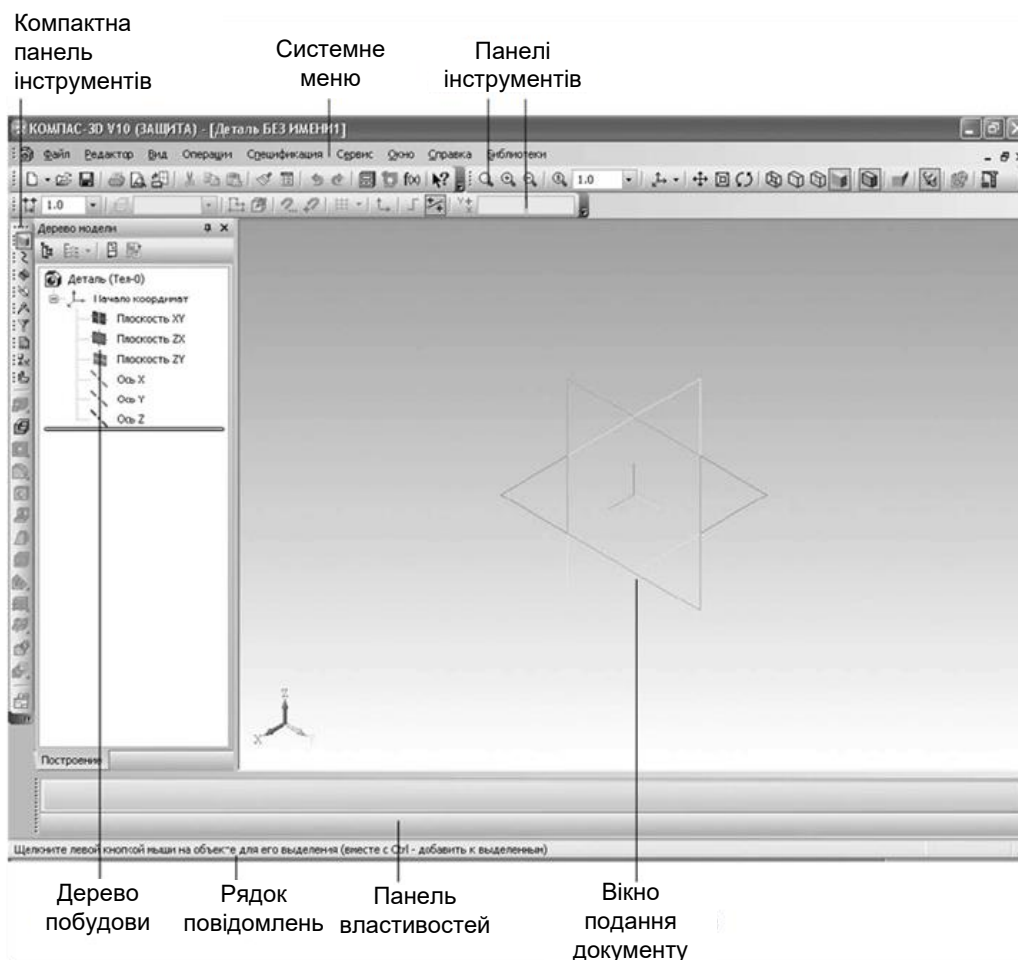 Компактна
панель
інструментів
Системне
меню
Панелі
інструментів
КОМПАС-3D V10 (ЗАЩИТА) - [Деталь БЕЗ ИМЕНИ1]
Файл Редактор Вид Операции Спецификация Сервис Окно Справка Библиотеки
1.0
1.0
Дерево модели
Деталь (Тел-0)
Начало координат
Плоскость XY
Плоскость ZX
Плоскость ZY
Ось X
Ось Y
Ось Z
Z
X
Построение
Щелкните левой кнопкой мыши на объекте для его выделения (вместе с Ctrl - добавить к выделенным)
Дерево
побудови
Рядок
повідомлень
Панель
властивостей
Вікно
подання
документу